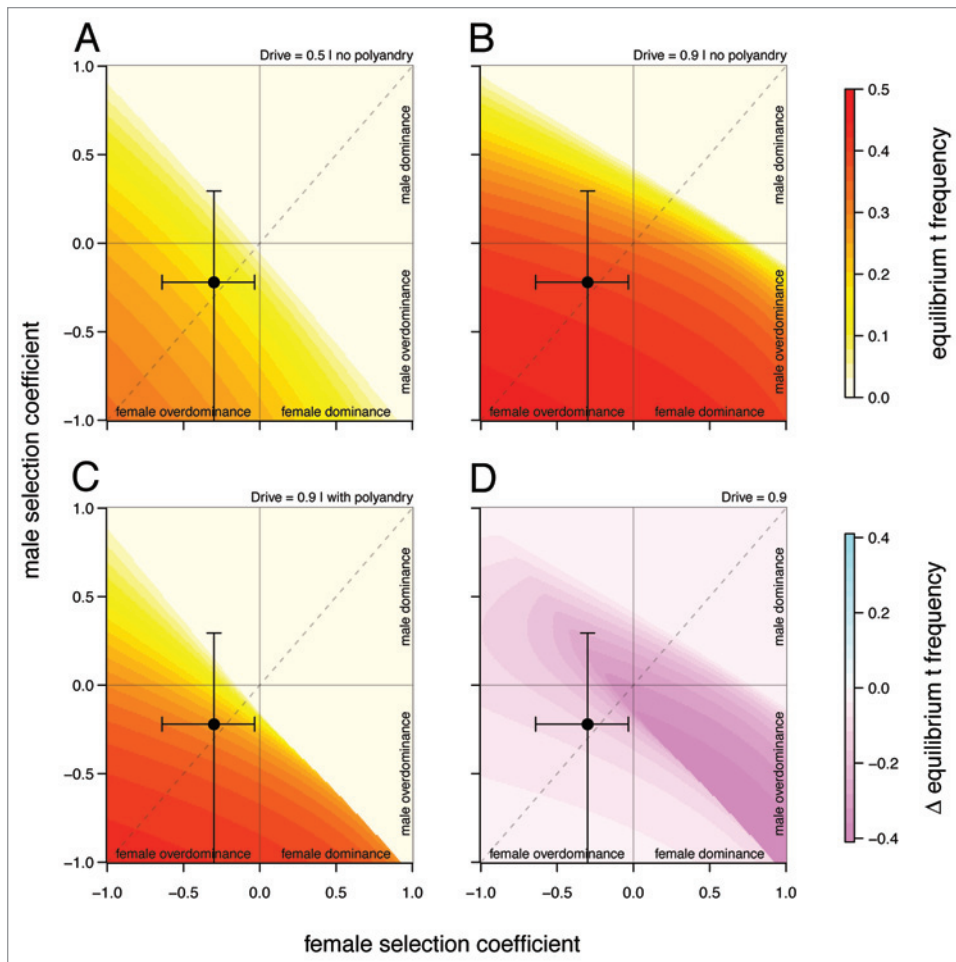 A
Drive = 0.5 I no polyandry
1.0
0.5
0.0
−0.5
−1.0
male dominance
male overdominance
female overdominance
female dominance
B
Drive = 0.9 I no polyandry
male dominance
male overdominance
female overdominance
female dominance
0.5
0.4
0.3
0.2
0.1
0.0
equilibrium t frequency
male selection coefficient
C
Drive = 0.9 I with polyandry
1.0
0.5
0.0
−0.5
−1.0
male dominance
male overdominance
female overdominance
female dominance
−1.0 −0.5 0.0 0.5 1.0
D
Drive = 0.9
male dominance
male overdominance
female overdominance
female dominance
−1.0 −0.5 0.0 0.5 1.0
0.4
0.2
0.0
−0.2
−0.4
Δ equilibrium t frequency
female selection coefficient